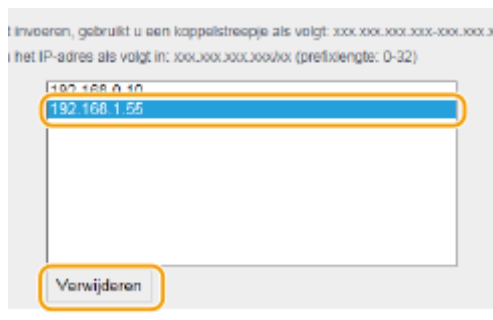 t invoeren, gebruikt u een koppelstreepje als volgt: xxx.xxx.xxx.xxx-xxx.xxx.x
het IP-adres als volgt in: xxx.xxx.xxx.xxx/xx (prefixlengte: 0-32)
192.168.0.10
192.168.1.55
Verwijderen